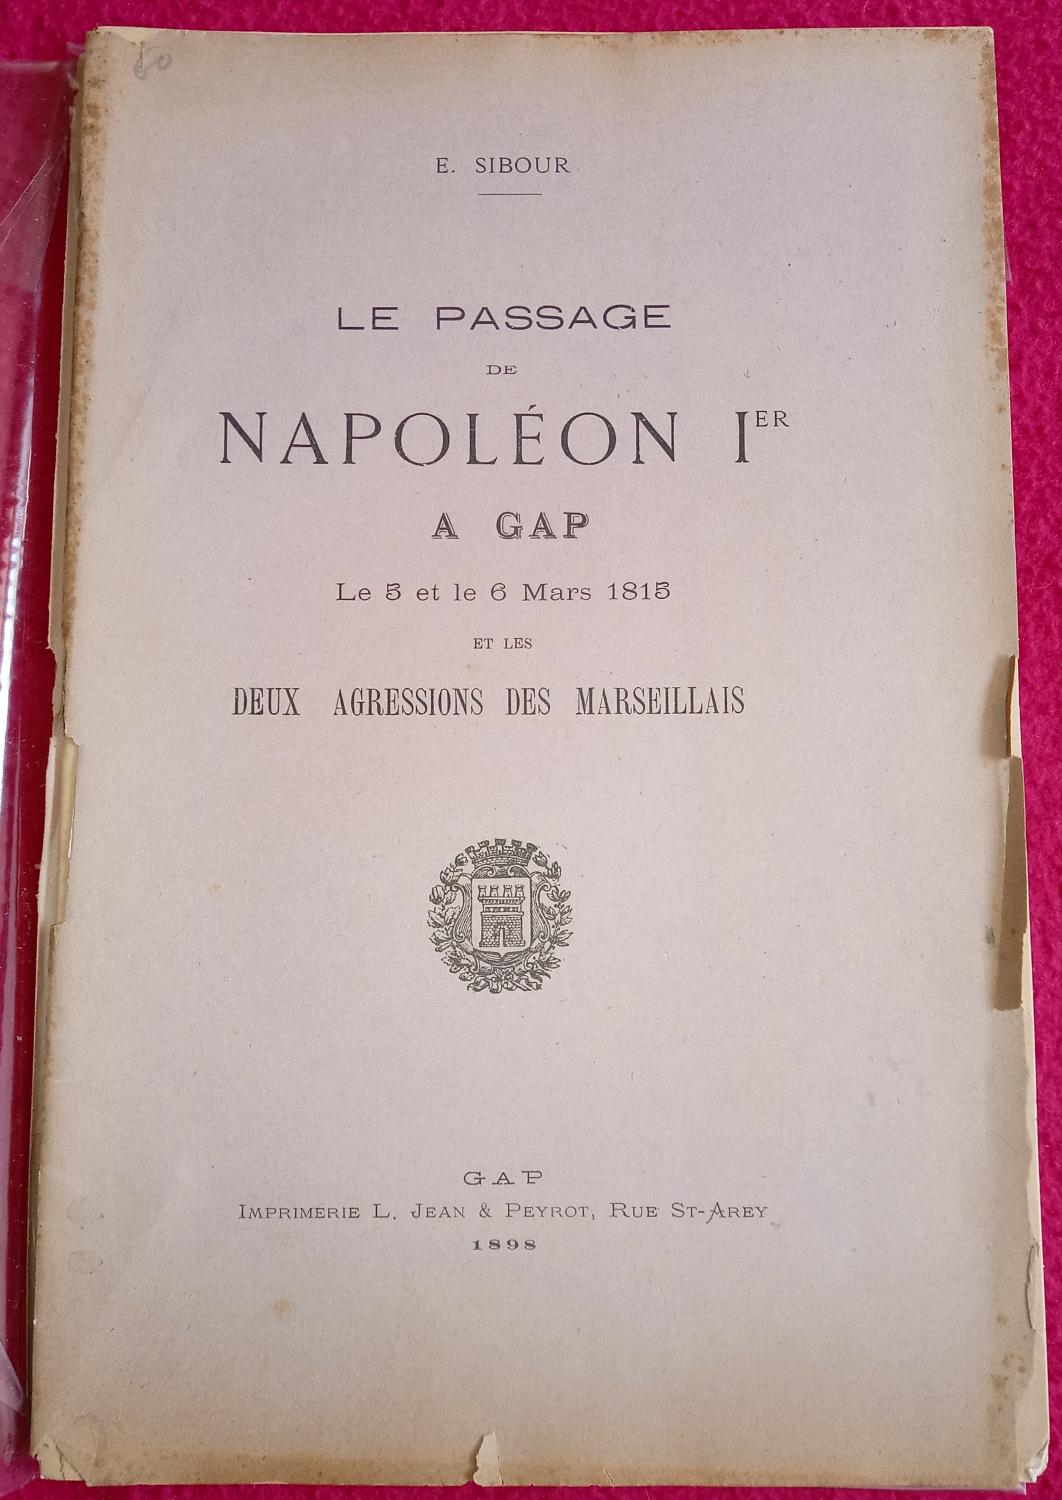 60
E. SIBOUR
LE PASSAGE
DE
NAPOLÉON IER
A GAP
Le 5 et le 6 Mars 1815
ET LES
DEUX AGRESSIONS DES MARSEILLAIS
GAP
IMPRIMERIE L. JEAN & PEYROT, RUE ST-AREY
1898